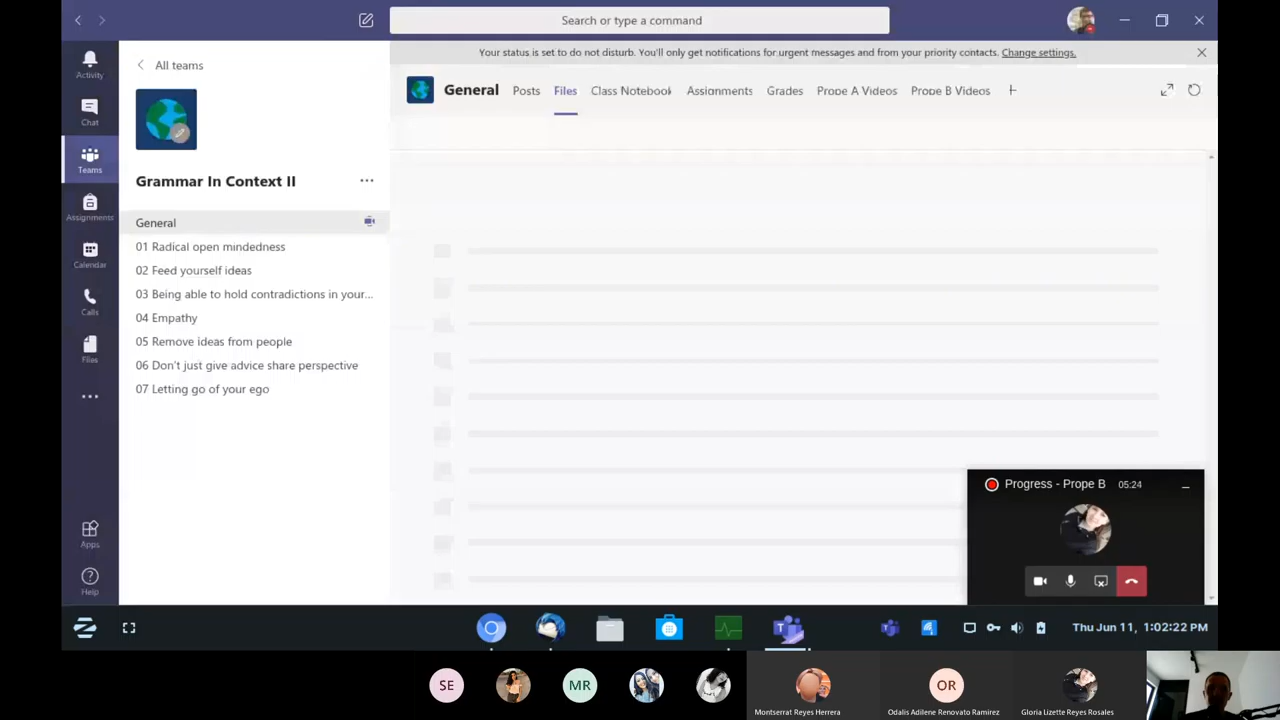 Search or type a command
Your status is set to do not disturb. You'll only get notifications for urgent messages and from your priority contacts. Change settings.
Activity
Chat
Teams
Assignments
Calendar
Calls
Files
Apps
Help
All teams
Grammar In Context II
General
01 Radical open mindedness
02 Feed yourself ideas
03 Being able to hold contradictions in your...
04 Empathy
05 Remove ideas from people
06 Don't just give advice share perspective
07 Letting go of your ego
General Posts Files Class Notebook Assignments Grades Prope A Videos Prope B Videos
Progress - Prope B 05:24
Thu Jun 11, 1:02:22 PM
SE
MR
OR
Montserrat Reyes Herrera
Odalis Adilene Renovato Ramirez
Gloria Lizette Reyes Rosales